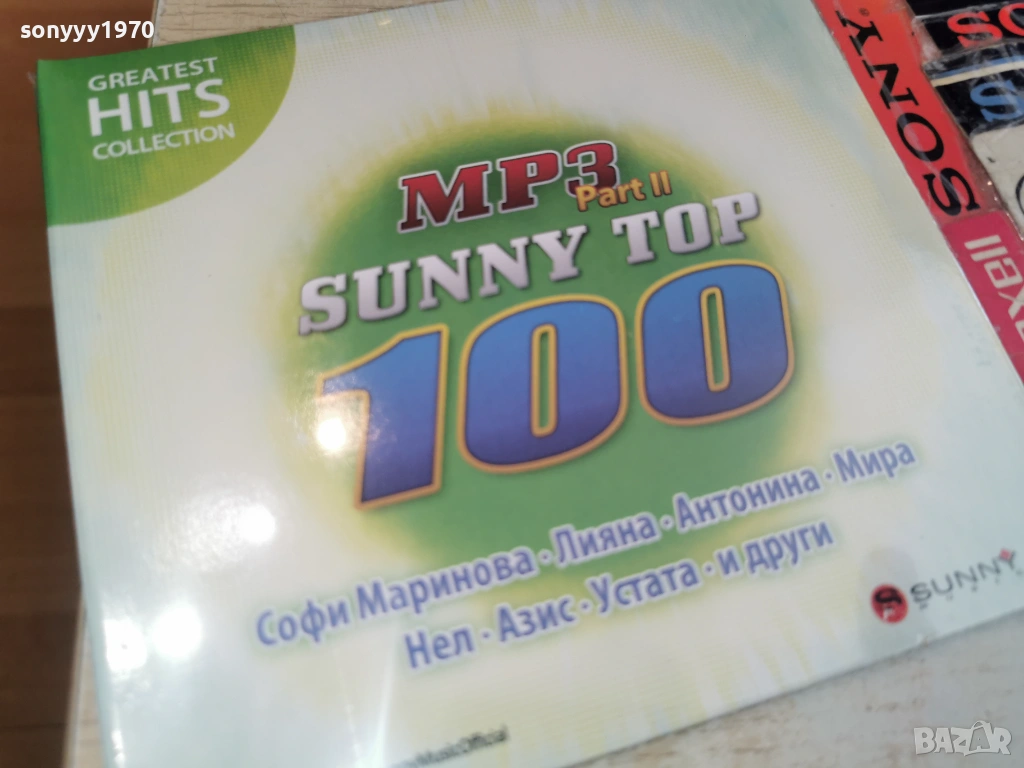 sonyyy1970
GREATEST
HITS
COLLECTION
MP3
Part II
SUNNY TOP
100
Софи Маринова · Лияна · Антонина · Мира
Нел · Азис · Устата · и други
SUNNY
SONY
BAZAR